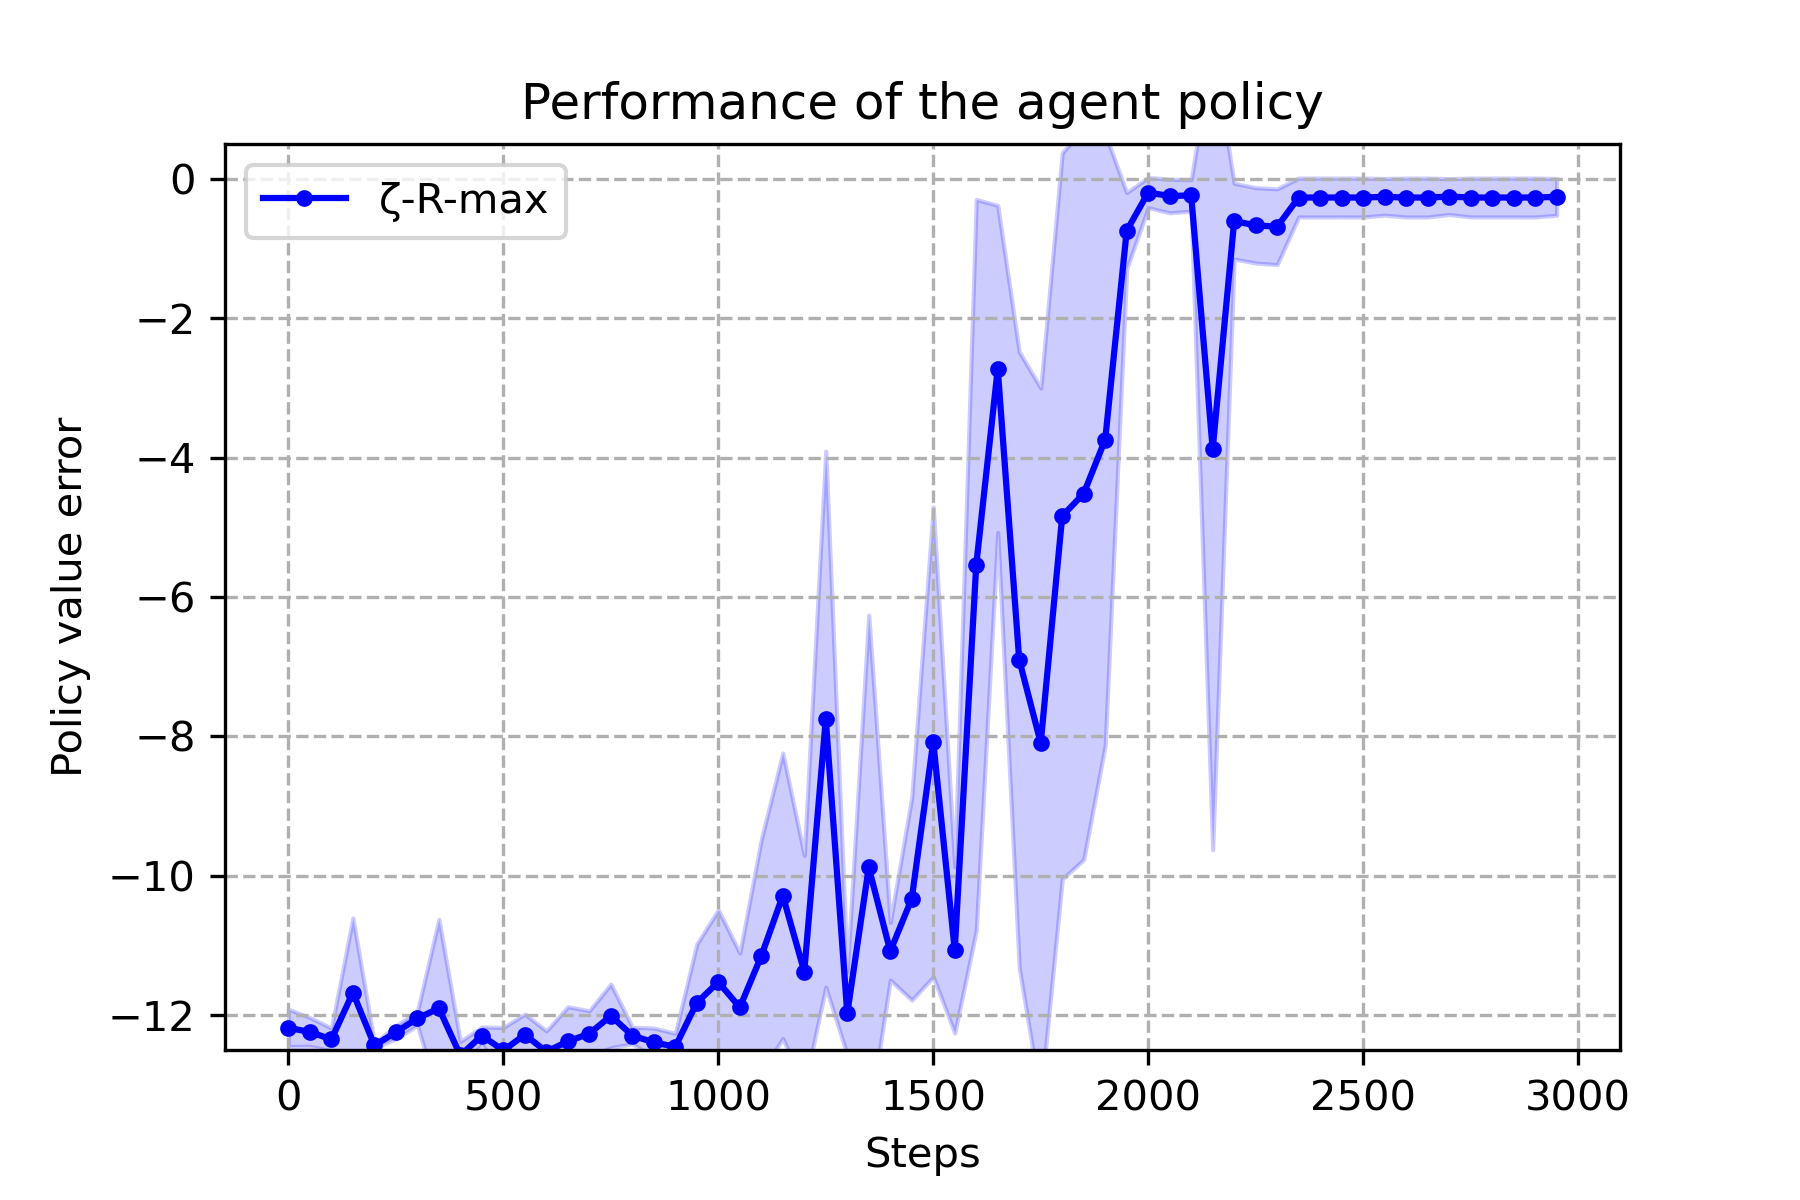 Performance of the agent policy
ζ-R-max
0
−2
−4
−6
−8
−10
−12
Policy value error
0 500 1000 1500 2000 2500 3000
Steps